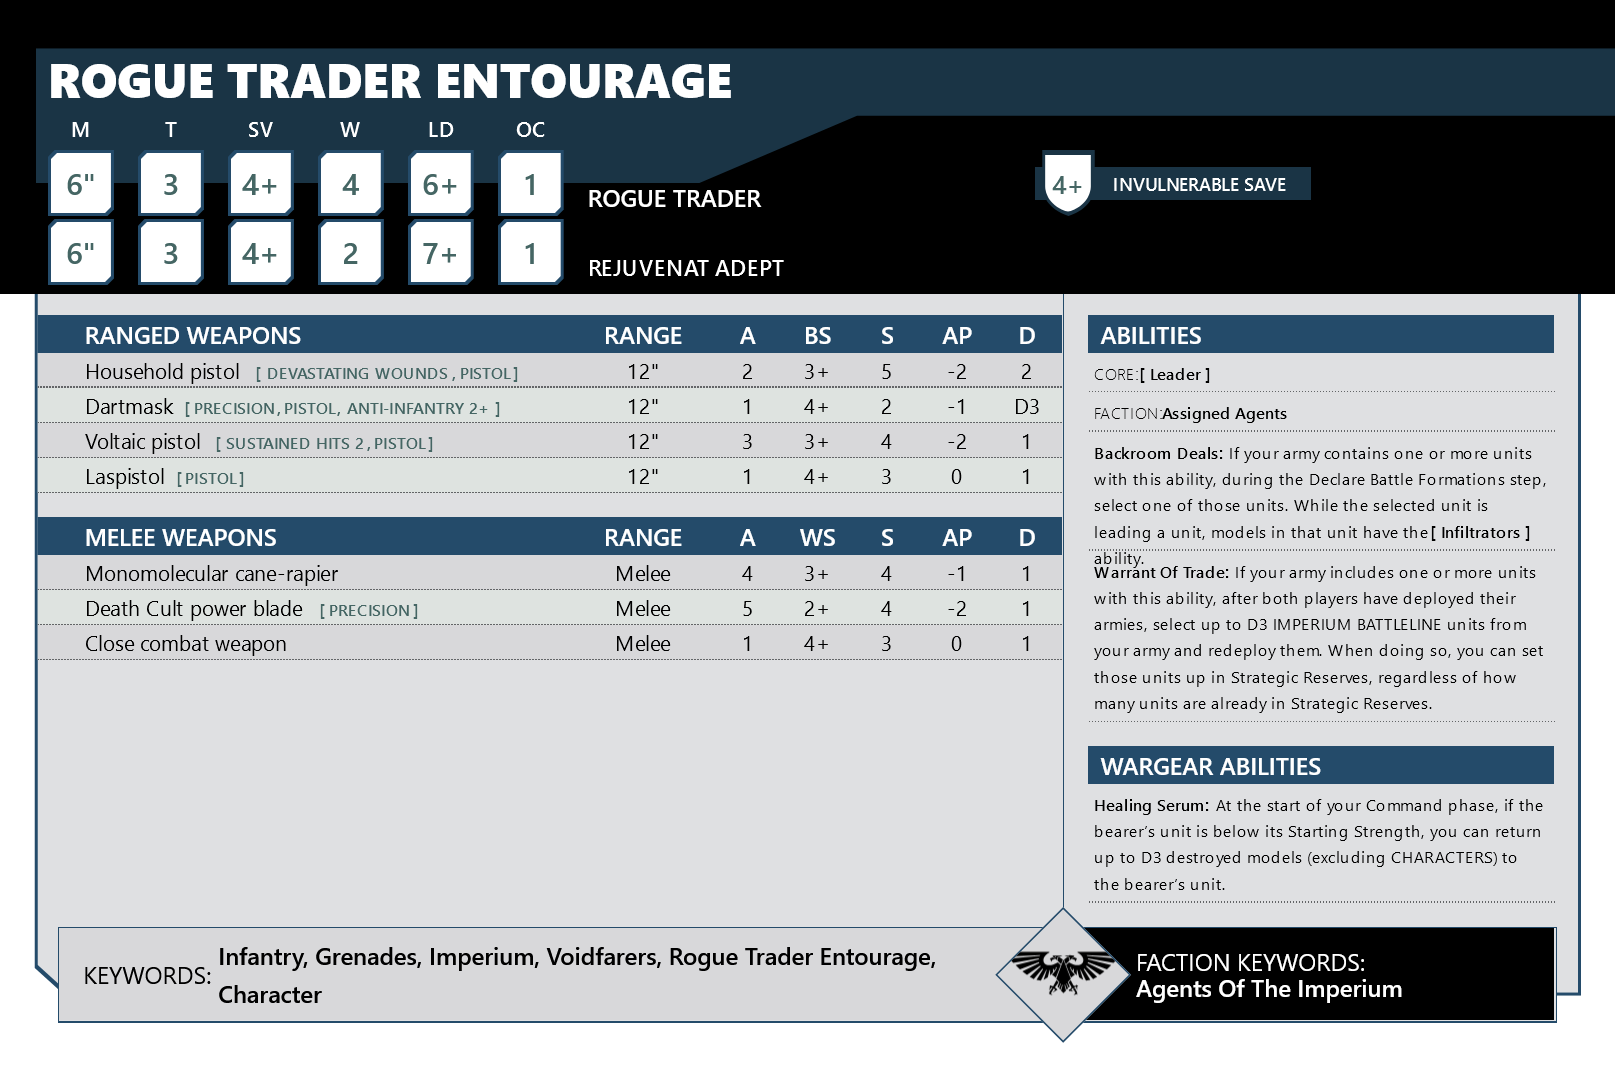 ROGUE TRADER ENTOURAGE
M T SV W LD OC
6" 3 4+ 4 6+ 1 ROGUE TRADER
4+ INVULNERABLE SAVE
6" 3 4+ 2 7+ 1 REJUVENAT ADEPT
RANGED WEAPONS RANGE A BS S AP D
Household pistol [ DEVASTATING WOUNDS , PISTOL] 12" 2 3+ 5 -2 2
Dartmask [ PRECISION, PISTOL, ANTI-INFANTRY 2+ ] 12" 1 4+ 2 -1 D3
Voltaic pistol [ SUSTAINED HITS 2 , PISTOL] 12" 3 3+ 4 -2 1
Laspistol [ PISTOL] 12" 1 4+ 3 0 1
MELEE WEAPONS RANGE A WS S AP D
Monomolecular cane-rapier Melee 4 3+ 4 -1 1
Death Cult power blade [ PRECISION ] Melee 5 2+ 4 -2 1
Close combat weapon Melee 1 4+ 3 0 1
ABILITIES
CORE:[ Leader ]
FACTION:Assigned Agents
Backroom Deals: If your army contains one or more units
with this ability, during the Declare Battle Formations step,
select one of those units. While the selected unit is
leading a unit, models in that unit have the [ Infiltrators ]
ability.
Warrant Of Trade: If your army includes one or more units
with this ability, after both players have deployed their
armies, select up to D3 IMPERIUM BATTLELINE units from
your army and redeploy them. When doing so, you can set
those units up in Strategic Reserves, regardless of how
many units are already in Strategic Reserves.
WARGEAR ABILITIES
Healing Serum: At the start of your Command phase, if the
bearer’s unit is below its Starting Strength, you can return
up to D3 destroyed models (excluding CHARACTERS) to
the bearer’s unit.
KEYWORDS: Infantry, Grenades, Imperium, Voidfarers, Rogue Trader Entourage,
Character
FACTION KEYWORDS:
Agents Of The Imperium